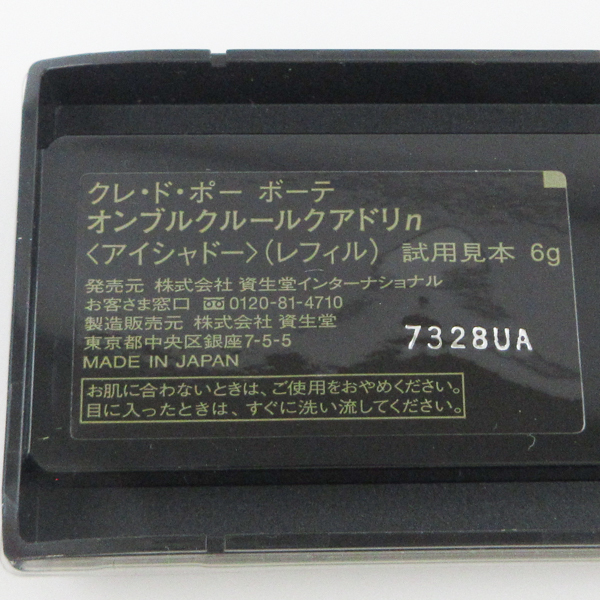 クレ・ド・ポー ボーテ
オンブルクルールクアドリn
〈アイシャドー〉(レフィル) 試用見本 6g
発売元 株式会社 資生堂インターナショナル
お客さま窓口 0120-81-4710
製造販売元 株式会社 資生堂
東京都中央区銀座7-5-5
7328UA
MADE IN JAPAN
お肌に合わないときは、ご使用をおやめください。
目に入ったときは、すぐに洗い流してください。